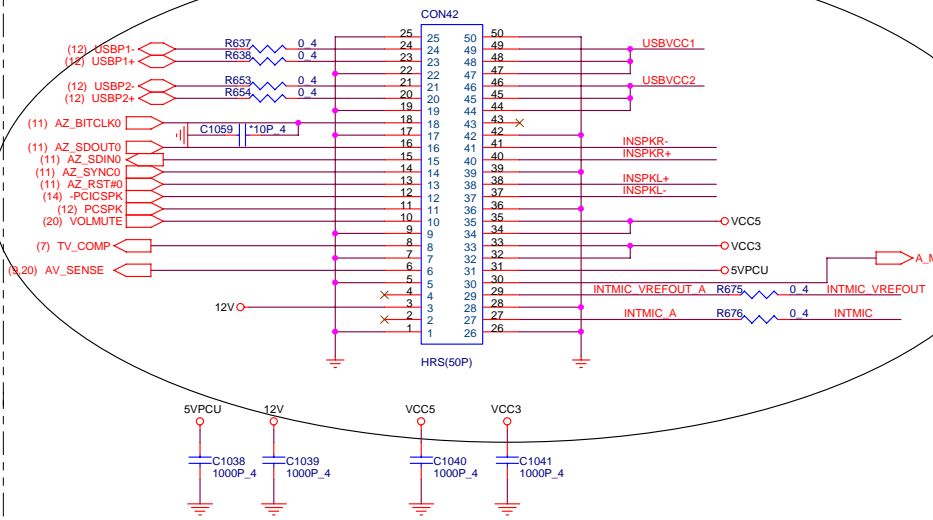 CON42
25 25 50 50
(12) USBP1- R637 0_4 24 24 49 49 USBVCC1
(12) USBP1+ R638 0_4 23 23 48 48
22 22 47 47
(12) USBP2- R653 0_4 21 21 46 46 USBVCC2
(12) USBP2+ R654 0_4 20 20 45 45
19 19 44 44
(11) AZ_BITCLK0 18 18 43 43
C1059 *10P_4 17 17 42 42
(11) AZ_SDOUT0 16 16 41 41 INSPKR-
(11) AZ_SDIN0 15 15 40 40 INSPKR+
(11) AZ_SYNC0 14 14 39 39
(11) AZ_RST#0 13 13 38 38 INSPKL+
(14) -PCICSPK 12 12 37 37 INSPKL-
(12) PCSPK 11 11 36 36
(20) VOLMUTE 10 10 35 35 VCC5
9 9 34 34
(7) TV_COMP 8 8 33 33 VCC3
7 7 32 32
(9,20) AV_SENSE 6 6 31 31 5VPCU
5 5 30 30 A_M
4 4 29 29 INTMIC_VREFOUT_A R675 0_4 INTMIC_VREFOUT
12V 3 3 28 28
2 2 27 27 INTMIC_A R676 0_4 INTMIC
1 1 26 26
HRS(50P)
5VPCU 12V VCC5 VCC3
C1038 C1039 C1040 C1041
1000P_4 1000P_4 1000P_4 1000P_4